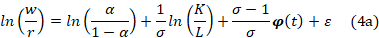 ln(w/r) = ln(α/(1−α)) + 1/σ ln(K/L) + (σ−1)/σ φ(t) + ε (4a)